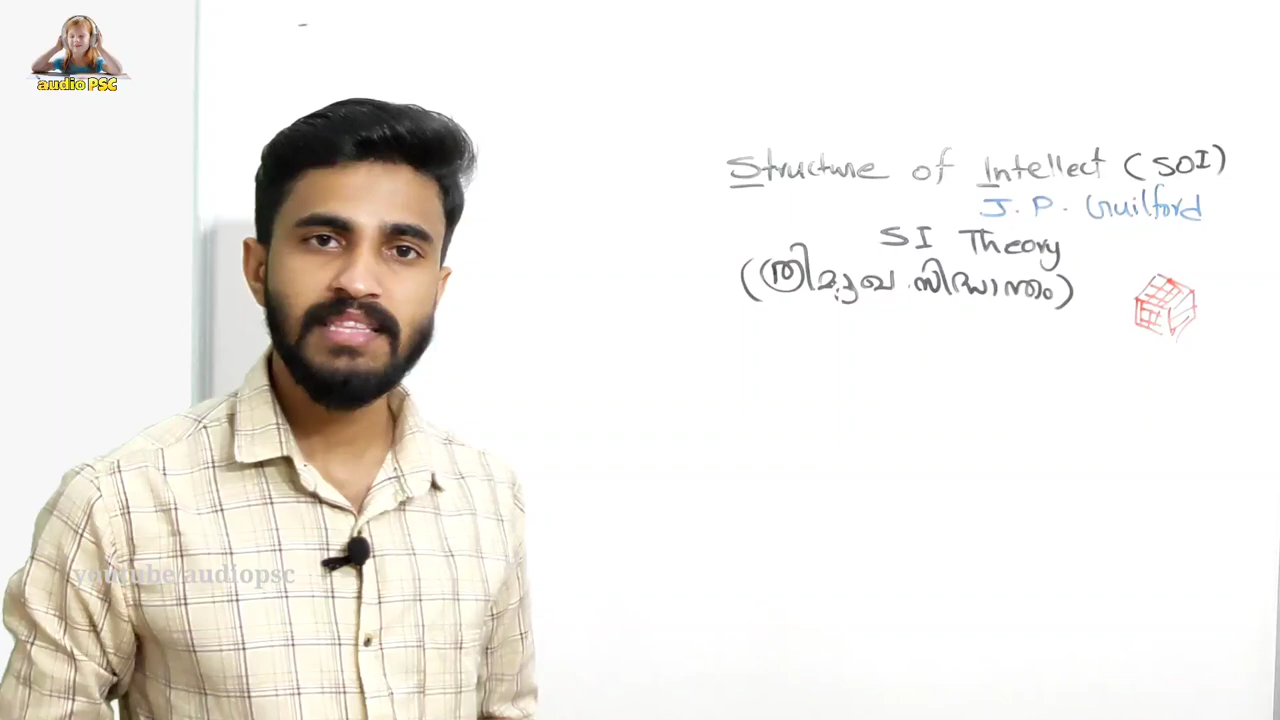 audio PSC
Structure of Intellect (SOI)
J. P. Guilford
SI Theory
(ത്രിമുഖ സിദ്ധാന്തം)
youtube/audiopsc